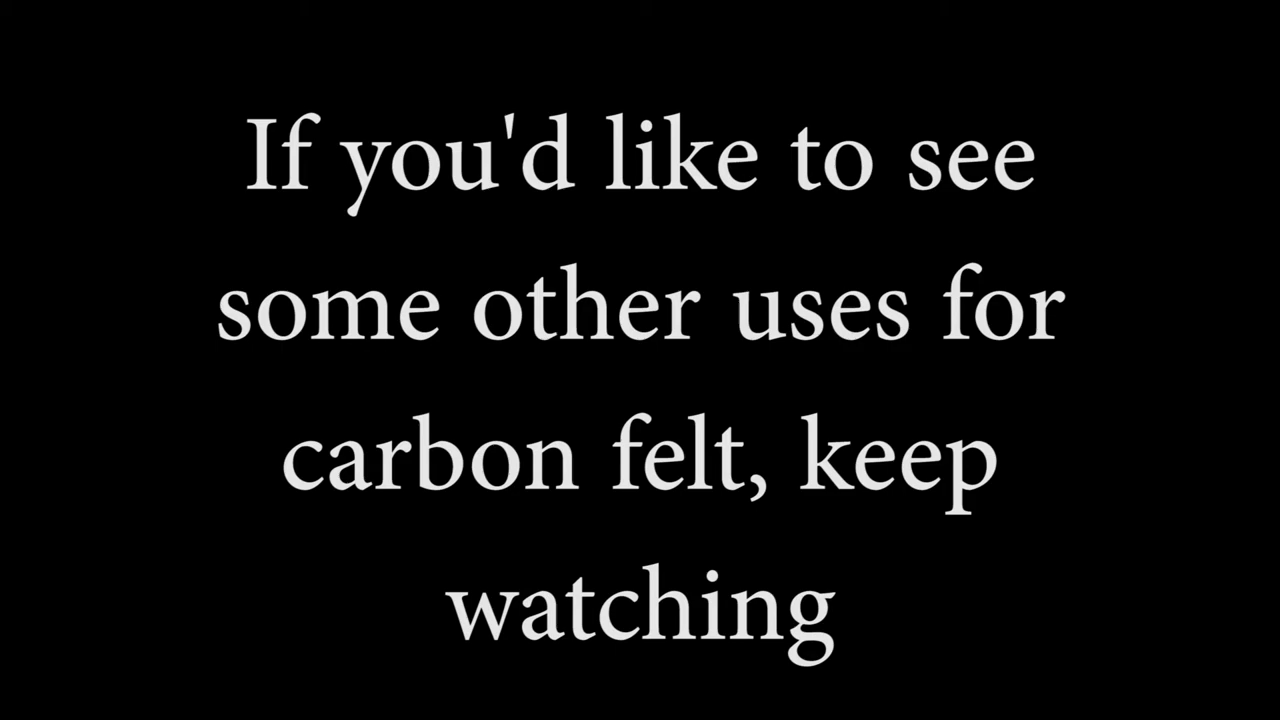 If you'd like to see
some other uses for
carbon felt, keep
watching